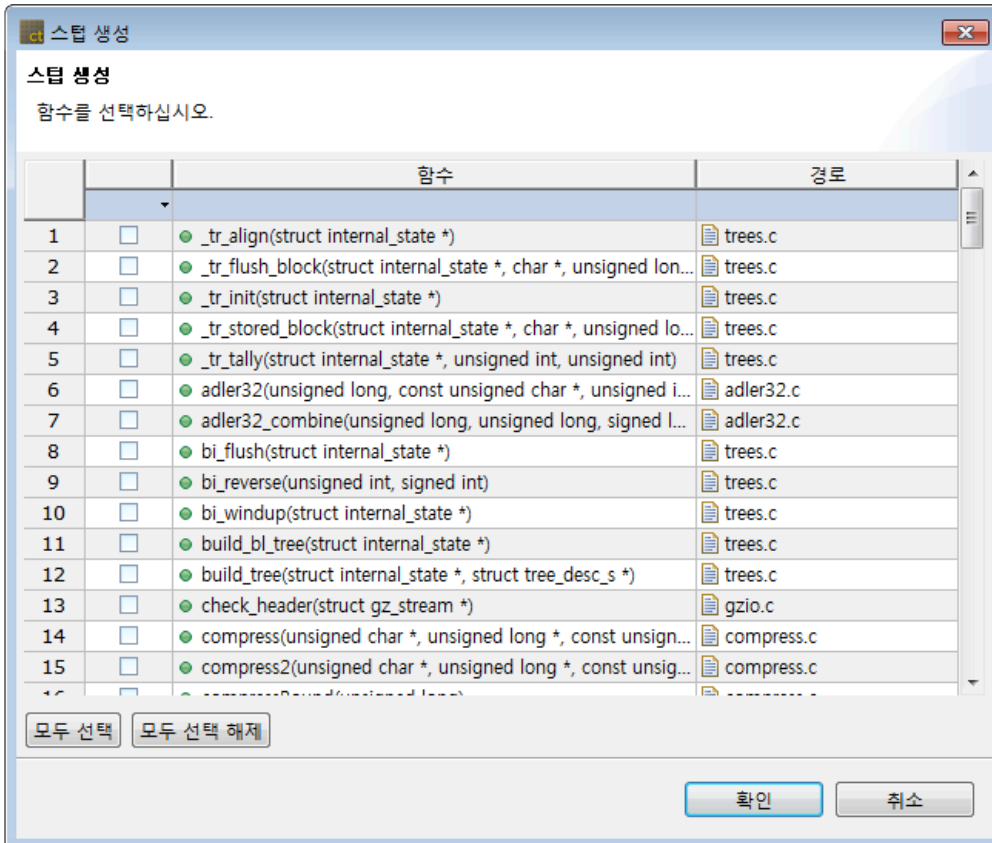 ct 스텁 생성
스텁 생성
함수를 선택하십시오.
함수 경로
1 _tr_align(struct internal_state *) trees.c
2 _tr_flush_block(struct internal_state *, char *, unsigned lon... trees.c
3 _tr_init(struct internal_state *) trees.c
4 _tr_stored_block(struct internal_state *, char *, unsigned lo... trees.c
5 _tr_tally(struct internal_state *, unsigned int, unsigned int) trees.c
6 adler32(unsigned long, const unsigned char *, unsigned i... adler32.c
7 adler32_combine(unsigned long, unsigned long, signed l... adler32.c
8 bi_flush(struct internal_state *) trees.c
9 bi_reverse(unsigned int, signed int) trees.c
10 bi_windup(struct internal_state *) trees.c
11 build_bl_tree(struct internal_state *) trees.c
12 build_tree(struct internal_state *, struct tree_desc_s *) trees.c
13 check_header(struct gz_stream *) gzio.c
14 compress(unsigned char *, unsigned long *, const unsign... compress.c
15 compress2(unsigned char *, unsigned long *, const unsig... compress.c
16 compressBound(unsigned long) compress.c
모두 선택 모두 선택 해제
확인 취소